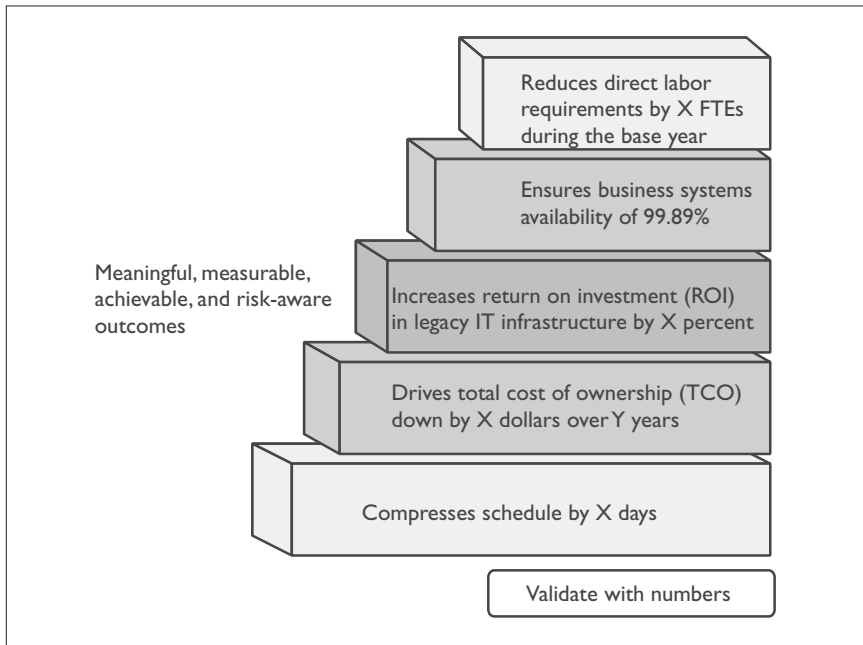 Reduces direct labor
requirements by X FTEs
during the base year
Ensures business systems
availability of 99.89%
Meaningful, measurable,
achievable, and risk-aware
outcomes
Increases return on investment (ROI)
in legacy IT infrastructure by X percent
Drives total cost of ownership (TCO)
down by X dollars over Y years
Compresses schedule by X days
Validate with numbers